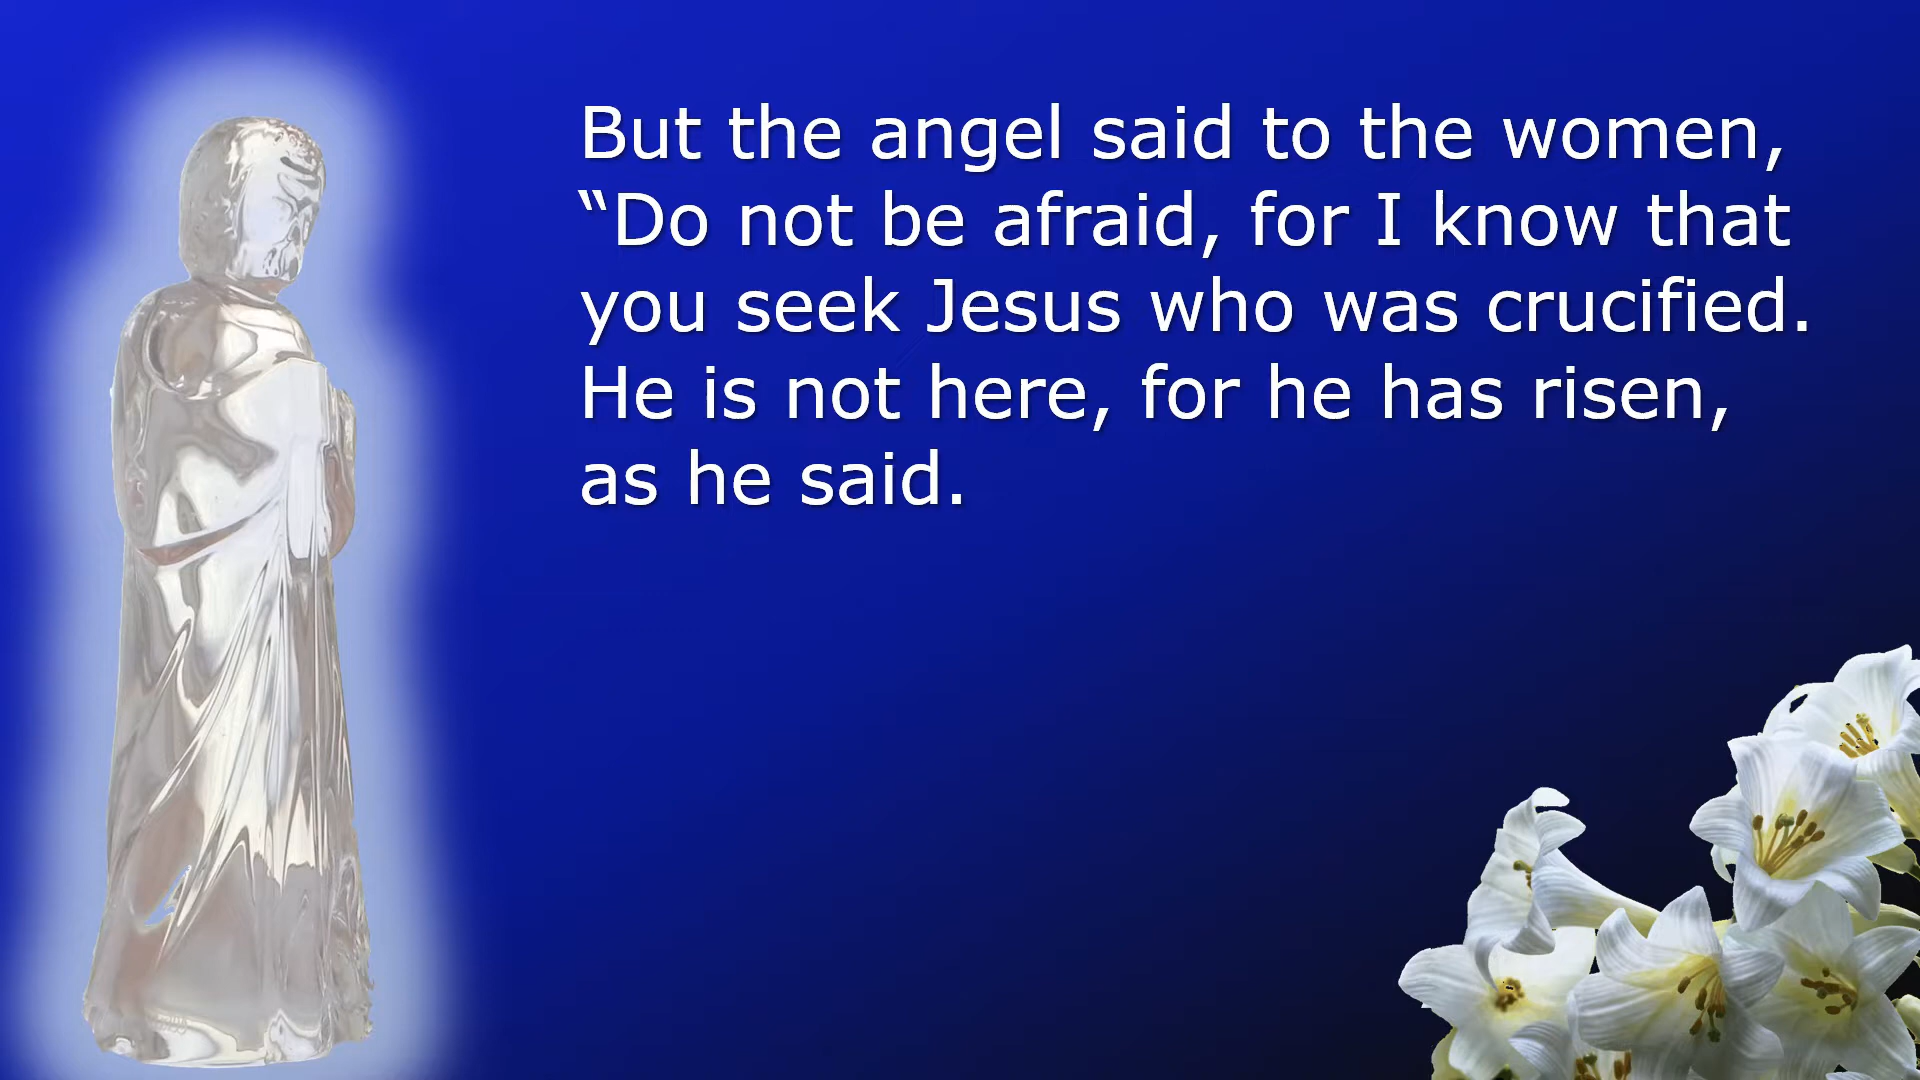 But the angel said to the women,
“Do not be afraid, for I know that
you seek Jesus who was crucified.
He is not here, for he has risen,
as he said.